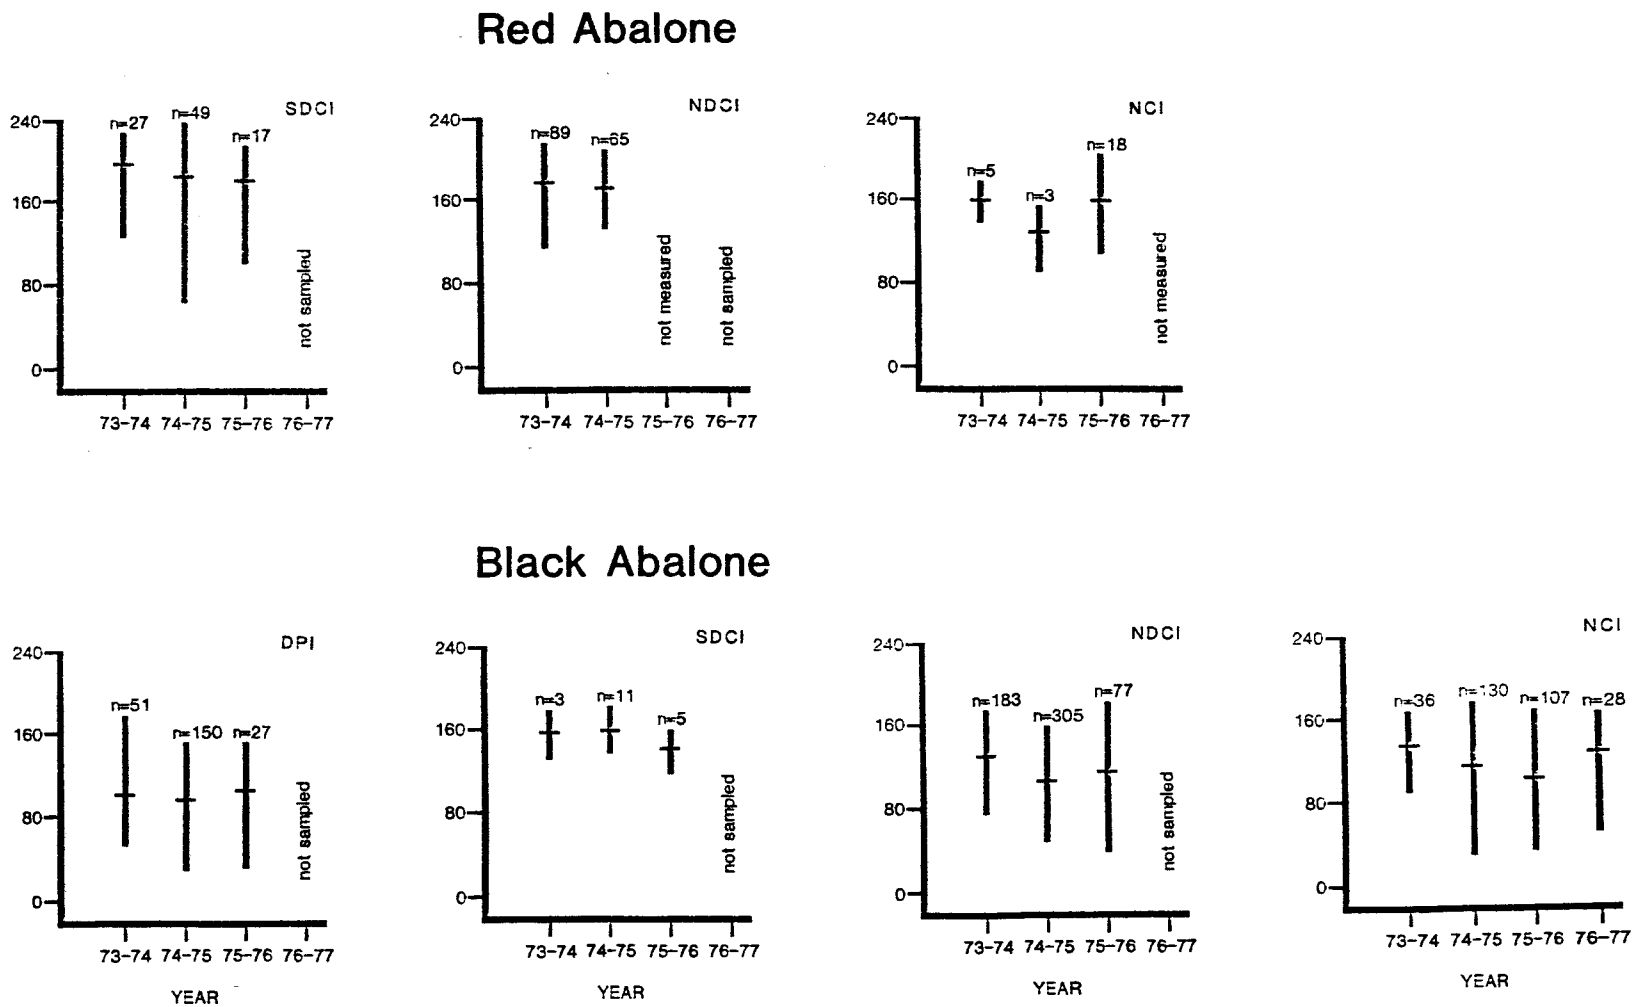 Red Abalone
SDCI
240
160
80
0
n=27
n=49
n=17
not sampled
73-74 74-75 75-76 76-77
NDCI
240
160
80
0
n=89
n=65
not measured
not sampled
73-74 74-75 75-76 76-77
NCI
240
160
80
0
n=5
n=3
n=18
not measured
73-74 74-75 75-76 76-77
Black Abalone
DPI
240
160
80
0
n=51
n=150
n=27
not sampled
73-74 74-75 75-76 76-77
YEAR
SDCI
240
160
80
0
n=3
n=11
n=5
not sampled
73-74 74-75 75-76 76-77
YEAR
NDCI
240
160
80
0
n=183
n=305
n=77
not sampled
73-74 74-75 75-76 76-77
YEAR
NCI
240
160
80
0
n=36
n=130
n=107
n=28
73-74 74-75 75-76 76-77
YEAR